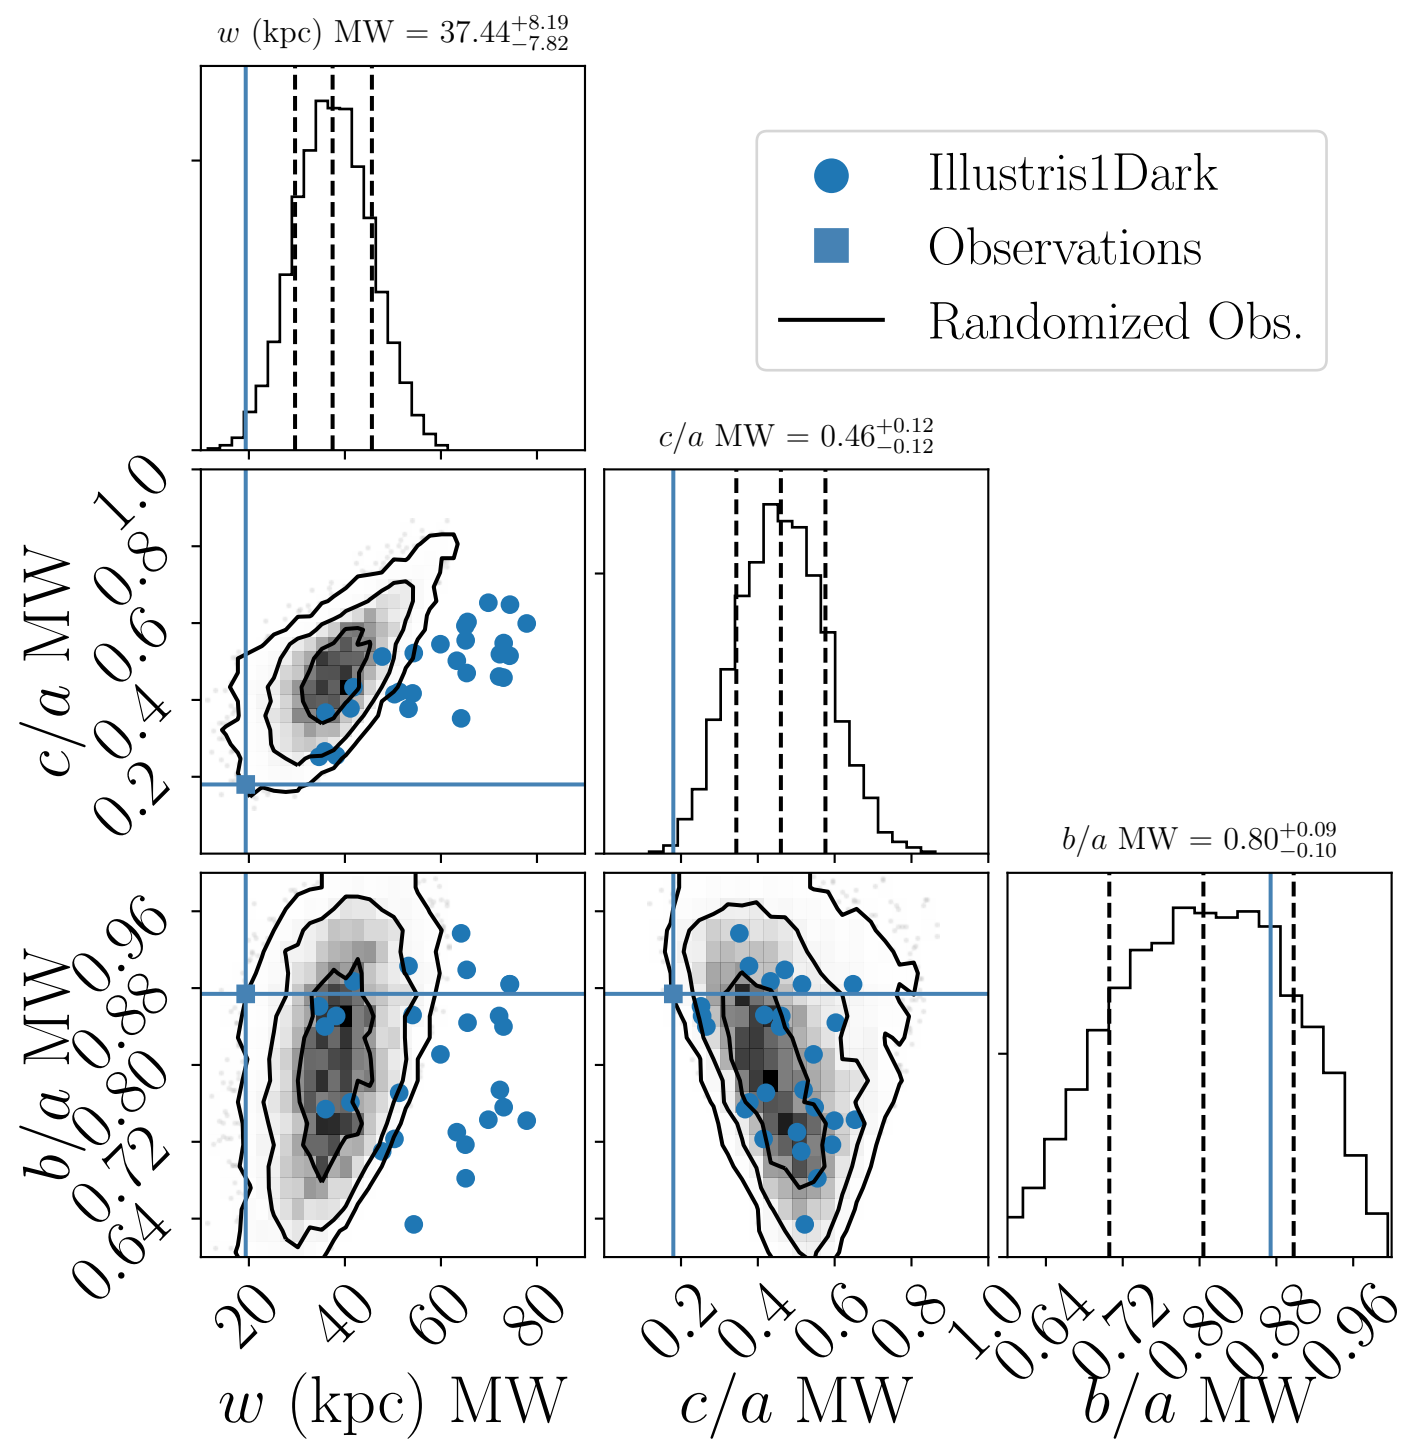 w (kpc) MW = 37.44+8.19−7.82
Illustris1Dark
Observations
Randomized Obs.
c/a MW = 0.46+0.12−0.12
1.0
0.8
0.6
0.4
0.2
c/a MW
b/a MW = 0.80+0.09−0.10
0.96
0.88
0.80
0.72
0.64
b/a MW
20
40
60
80
w (kpc) MW
0.2
0.4
0.6
0.8
1.0
c/a MW
0.64
0.72
0.80
0.88
0.96
b/a MW